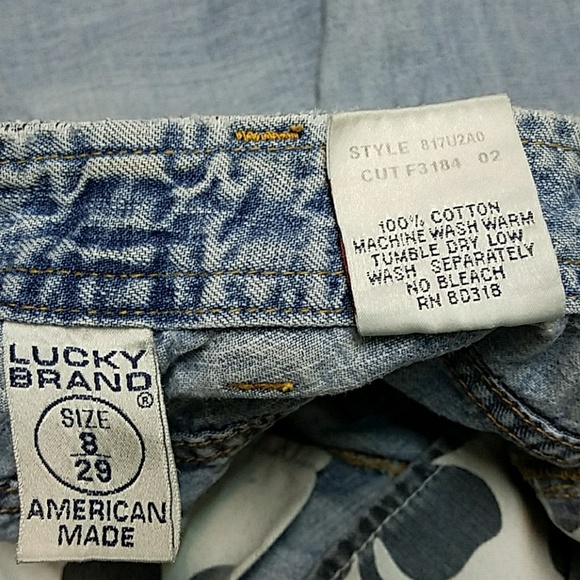 STYLE 817U2A0
CUT F3184 02
100% COTTON
MACHINE WASH WARM
TUMBLE DRY LOW
WASH SEPARATELY
NO BLEACH
RN 80318
LUCKY
BRAND®
SIZE
8
29
AMERICAN
MADE